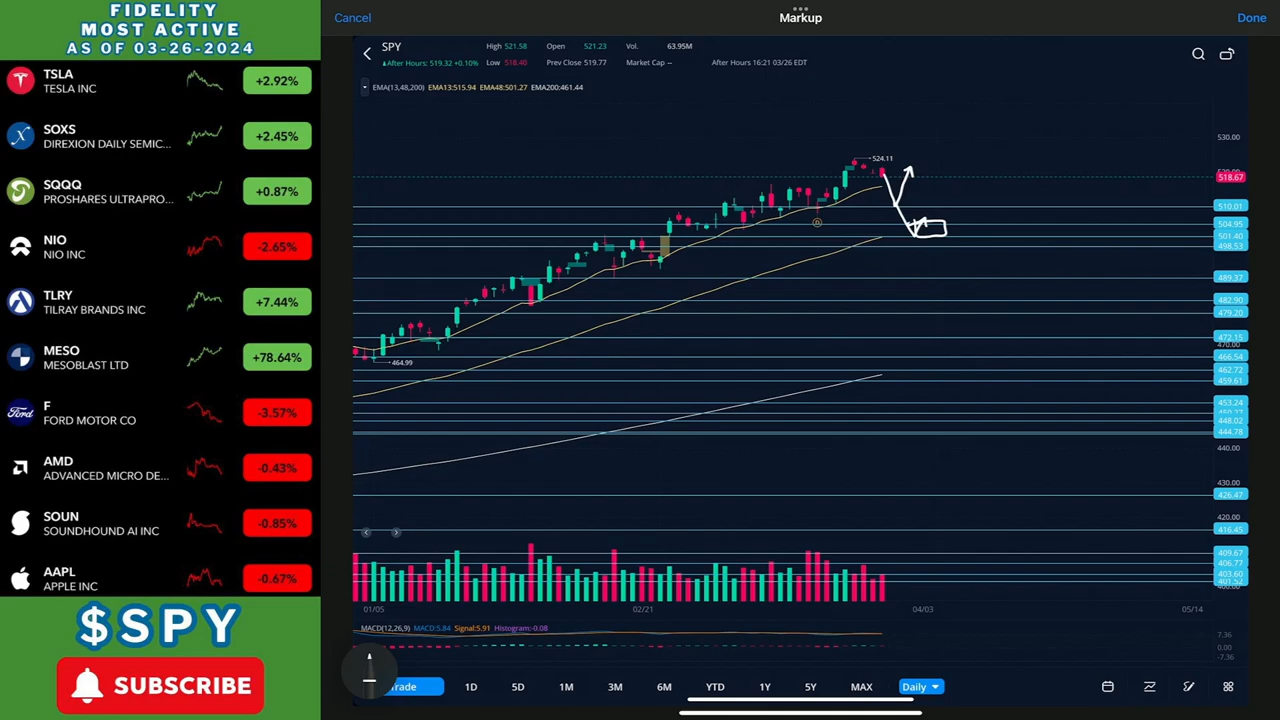 FIDELITY
MOST ACTIVE
AS OF 03-26-2024
TSLA
TESLA INC
+2.92%
SOXS
DIREXION DAILY SEMIC...
+2.45%
SQQQ
PROSHARES ULTRAPRO...
+0.87%
NIO
NIO INC
-2.65%
TLRY
TILRAY BRANDS INC
+7.44%
MESO
MESOBLAST LTD
+78.64%
F
FORD MOTOR CO
-3.57%
AMD
ADVANCED MICRO DE...
-0.43%
SOUN
SOUNDHOUND AI INC
-0.85%
AAPL
APPLE INC
-0.67%
$SPY
SUBSCRIBE
Cancel
Markup
Done
SPY
High 521.58 Open 521.23 Vol. 63.95M
After Hours: 519.32 +0.10% Low 518.40 Prev Close 519.77 Market Cap -- After Hours 16:21 03/26 EDT
EMA(13,48,200) EMA13:515.94 EMA48:501.27 EMA200:461.44
530.00
524.11
518.67
510.01
504.95
501.40
498.53
489.37
482.90
479.20
472.15
470.00
466.54
464.99
462.72
459.61
453.24
448.02
444.78
440.00
430.00
426.47
420.00
416.45
409.67
406.77
403.60
401.52
01/05 02/21 04/03 05/14
MACD(12,26,9) MACD:5.84 Signal:5.91 Histogram:-0.08
7.36
0.00
-7.36
Trade 1D 5D 1M 3M 6M YTD 1Y 5Y MAX Daily